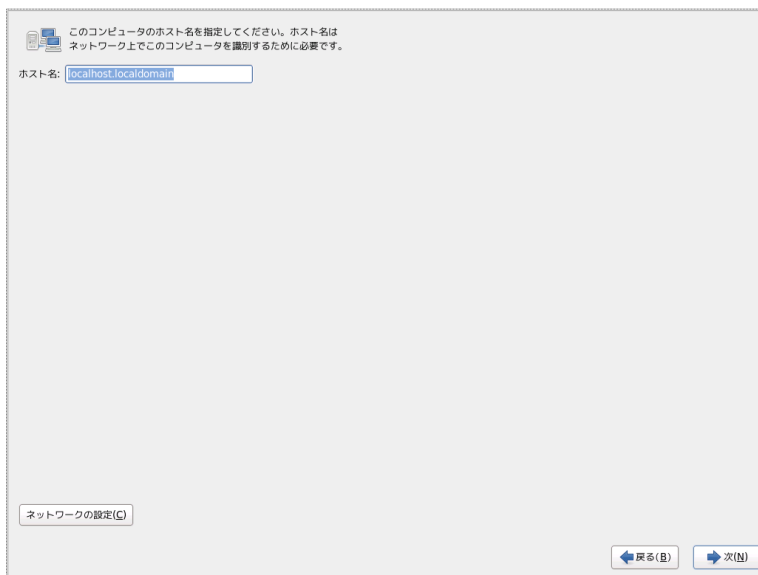 このコンピュータのホスト名を指定してください。ホスト名は
ネットワーク上でこのコンピュータを識別するために必要です。
ホスト名: localhost.localdomain
ネットワークの設定(C)
戻る(B) 次(N)